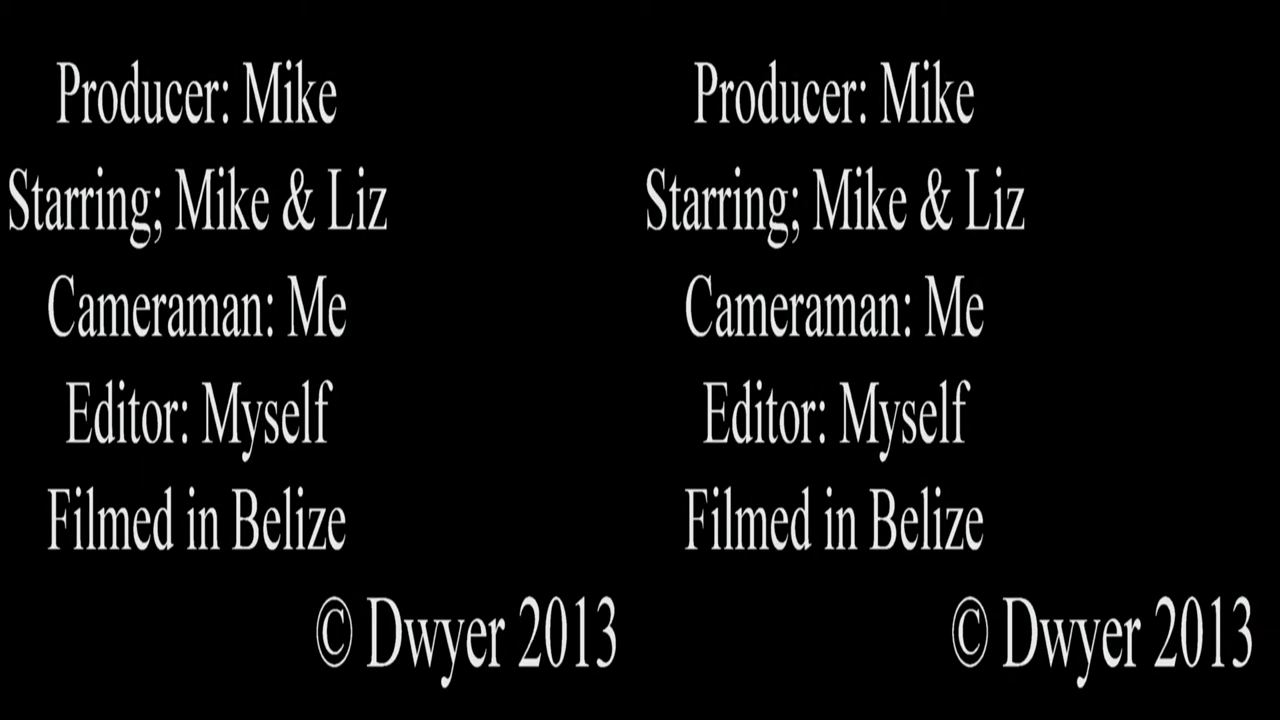 Producer: Mike
Starring; Mike & Liz
Cameraman: Me
Editor: Myself
Filmed in Belize
© Dwyer 2013
Producer: Mike
Starring; Mike & Liz
Cameraman: Me
Editor: Myself
Filmed in Belize
© Dwyer 2013